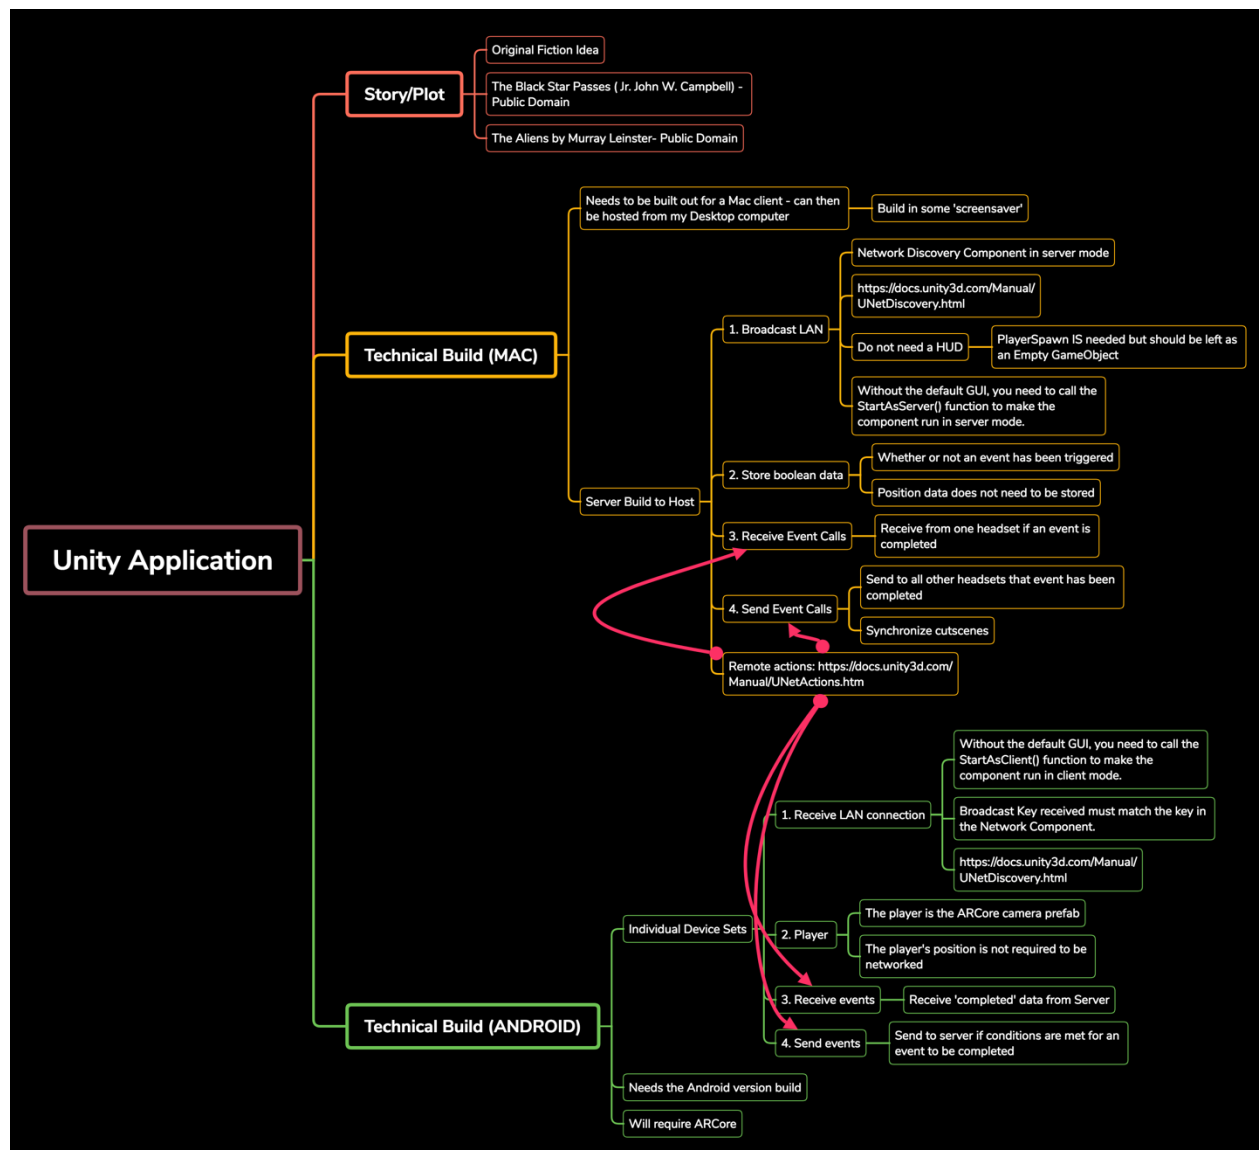 Original Fiction Idea
Story/Plot
The Black Star Passes ( Jr. John W. Campbell) -
Public Domain
The Aliens by Murray Leinster- Public Domain
Needs to be built out for a Mac client - can then
be hosted from my Desktop computer
Build in some 'screensaver'
Network Discovery Component in server mode
https://docs.unity3d.com/Manual/
UNetDiscovery.html
1. Broadcast LAN
Do not need a HUD
PlayerSpawn IS needed but should be left as
an Empty GameObject
Technical Build (MAC)
Without the default GUI, you need to call the
StartAsServer() function to make the
component run in server mode.
Whether or not an event has been triggered
2. Store boolean data
Position data does not need to be stored
Server Build to Host
3. Receive Event Calls
Receive from one headset if an event is
completed
Unity Application
4. Send Event Calls
Send to all other headsets that event has been
completed
Synchronize cutscenes
Remote actions: https://docs.unity3d.com/
Manual/UNetActions.htm
Without the default GUI, you need to call the
StartAsClient() function to make the
component run in client mode.
1. Receive LAN connection
Broadcast Key received must match the key in
the Network Component.
https://docs.unity3d.com/Manual/
UNetDiscovery.html
Individual Device Sets
The player is the ARCore camera prefab
2. Player
The player's position is not required to be
networked
3. Receive events
Receive 'completed' data from Server
Technical Build (ANDROID)
4. Send events
Send to server if conditions are met for an
event to be completed
Needs the Android version build
Will require ARCore